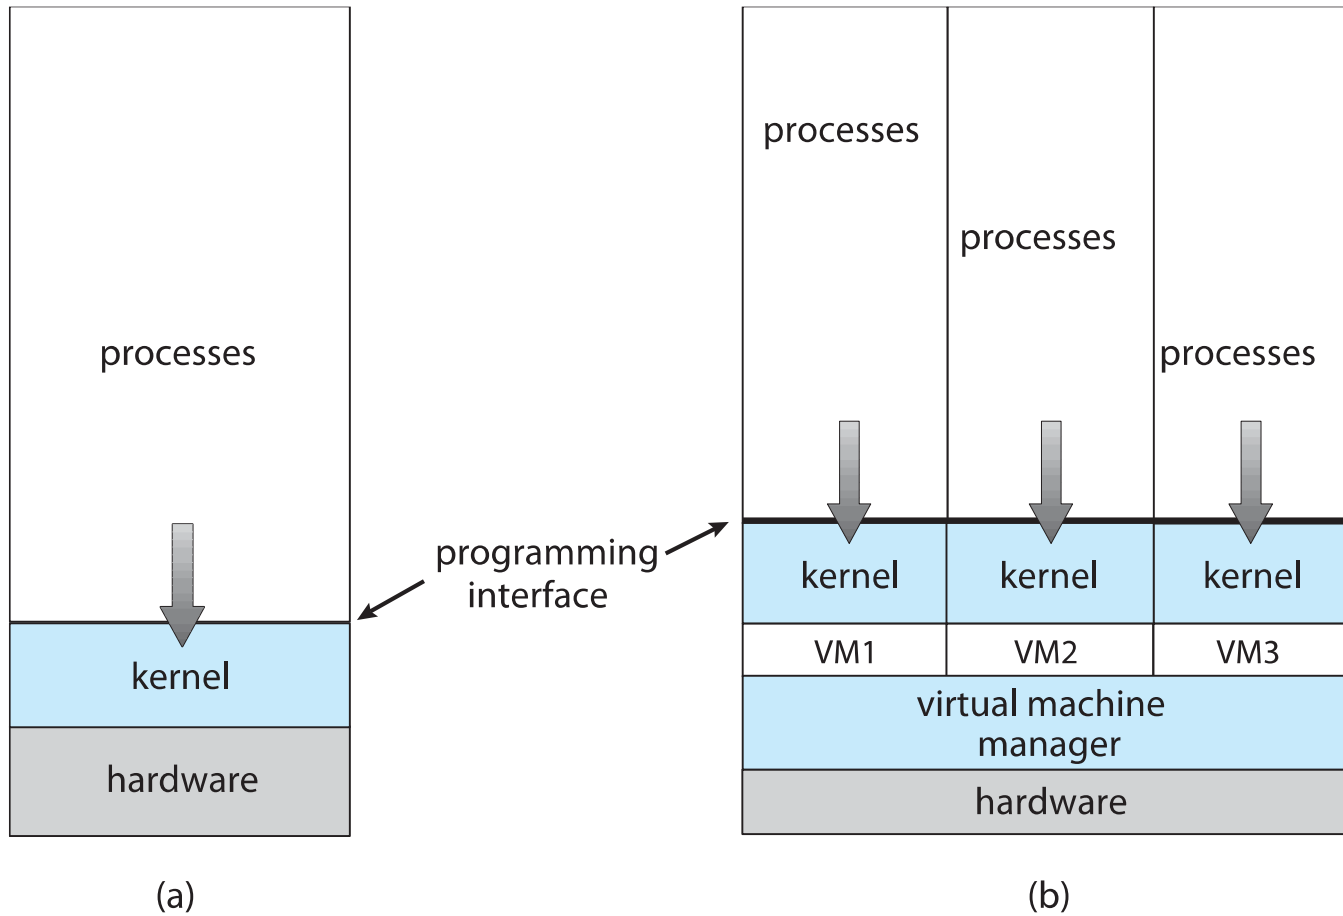 processes
kernel
hardware
(a)
programming
interface
processes
processes
processes
kernel
kernel
kernel
VM1
VM2
VM3
virtual machine
manager
hardware
(b)